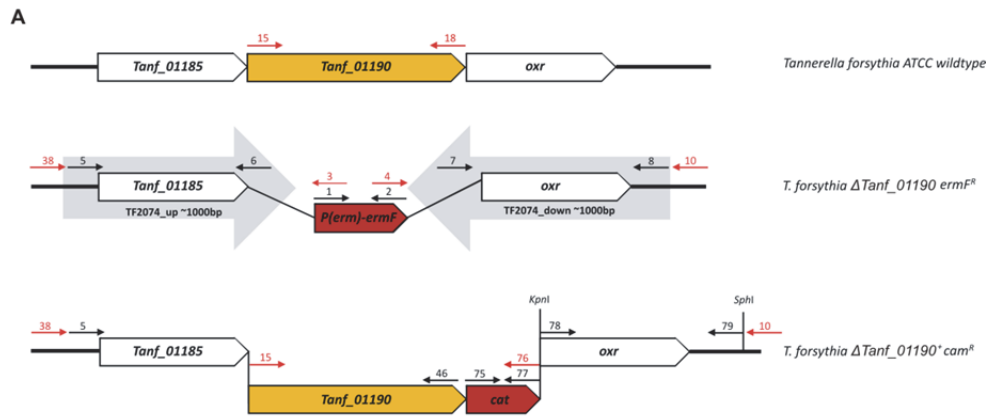 A
15 18
Tanf_01185 Tanf_01190 oxr Tannerella forsythia ATCC wildtype
38 5 6 7 8 10
3 4
1 2
Tanf_01185 oxr T. forsythia ΔTanf_01190 ermFᴿ
TF2074_up ~1000bp P(erm)-ermF TF2074_down ~1000bp
KpnI SphI
38 5 78 79 10
Tanf_01185 oxr T. forsythia ΔTanf_01190⁺ camᴿ
15 76
46 75 77
Tanf_01190 cat